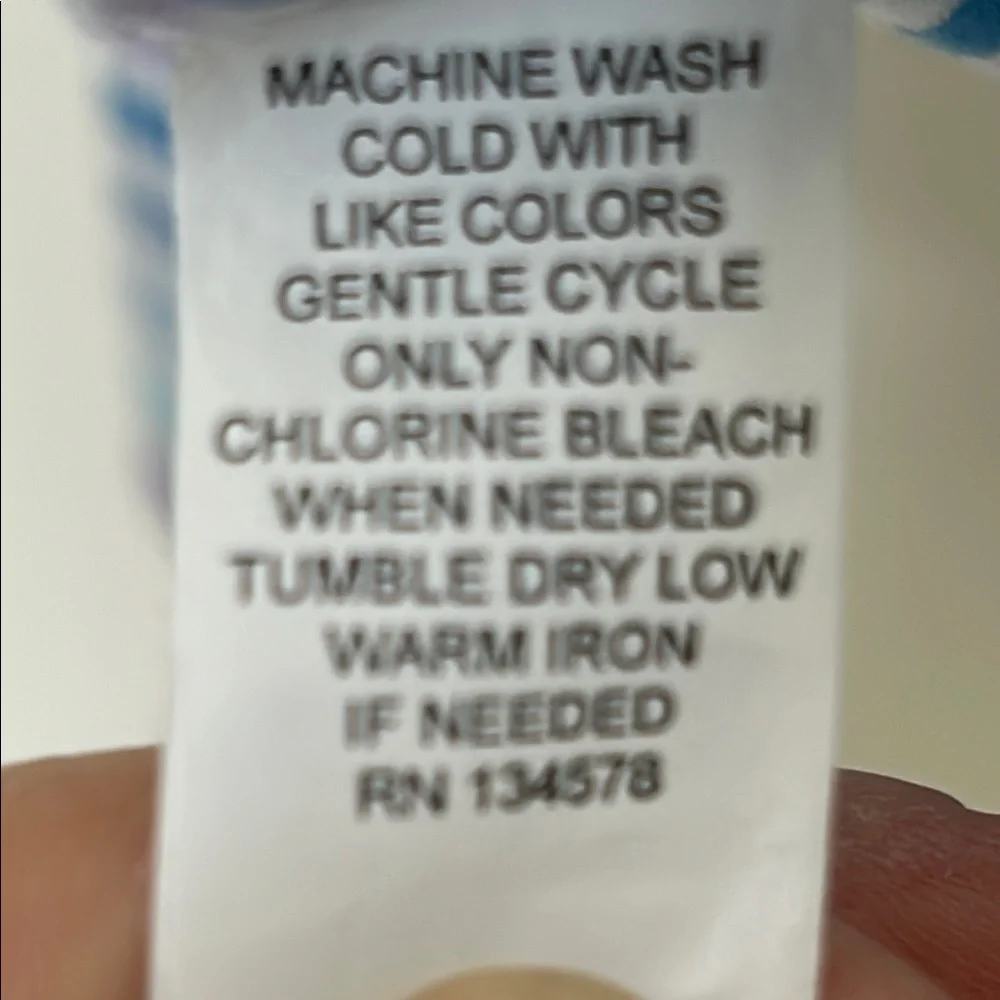 MACHINE WASH
COLD WITH
LIKE COLORS
GENTLE CYCLE
ONLY NON-
CHLORINE BLEACH
WHEN NEEDED
TUMBLE DRY LOW
WARM IRON
IF NEEDED
RN 134578